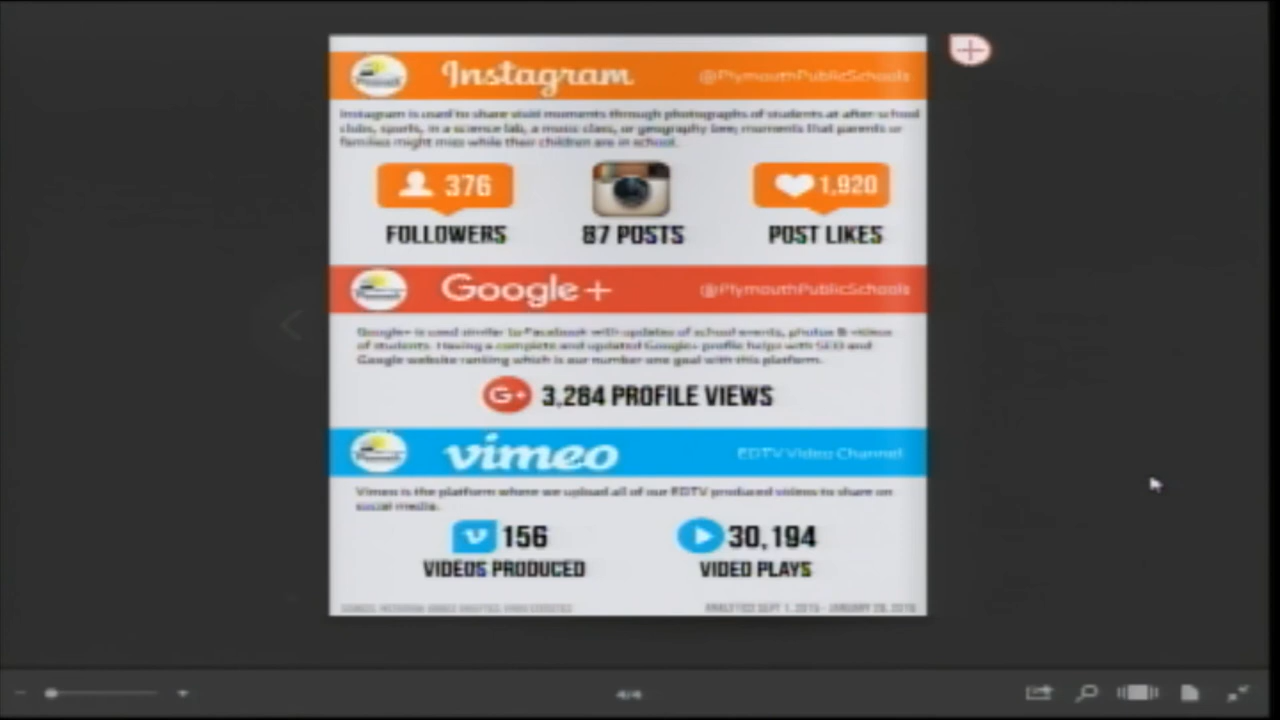 Instagram @PlymouthPublicSchools
Instagram is used to share vivid moments through photographs of students at after-school
clubs, sports, in a science lab, a music class, or geography bee; moments that parents or
families might miss while their children are in school.
376 1,920
FOLLOWERS 87 POSTS POST LIKES
Google+ @PlymouthPublicSchools
Google+ is used similar to Facebook with updates of school events, photos & videos
of students. Having a complete and updated Google+ profile helps with SEO and
Google website ranking which is our number one goal with this platform.
G+ 3,284 PROFILE VIEWS
vimeo EDTV Video Channel
Vimeo is the platform where we upload all of our EDTV produced videos to share on
social media.
156 30,194
VIDEOS PRODUCED VIDEO PLAYS
4/4